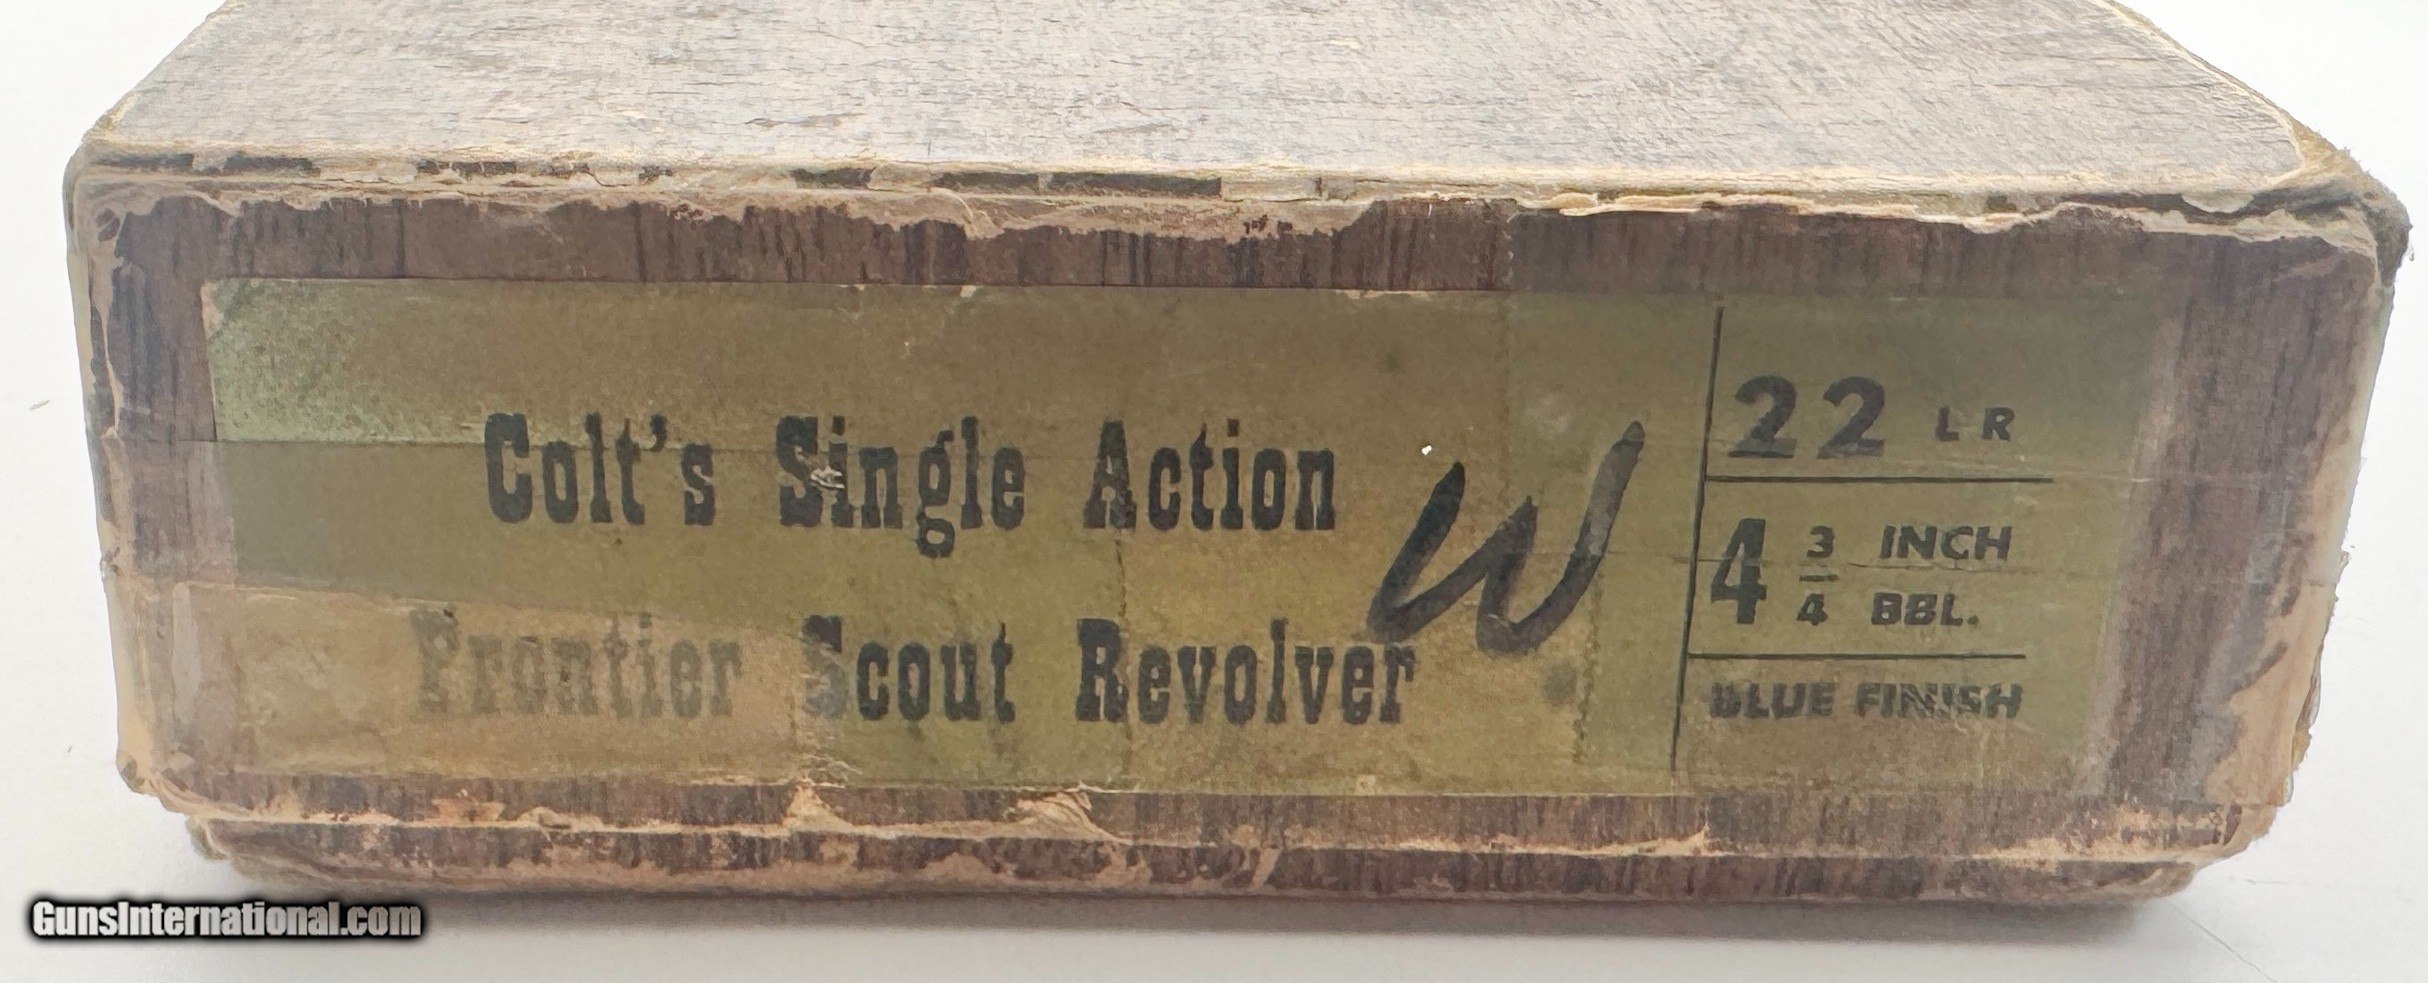 Colt's Single Action
Frontier Scout Revolver
W
22 LR
4 3/4 INCH BBL.
BLUE FINISH
GunsInternational.com